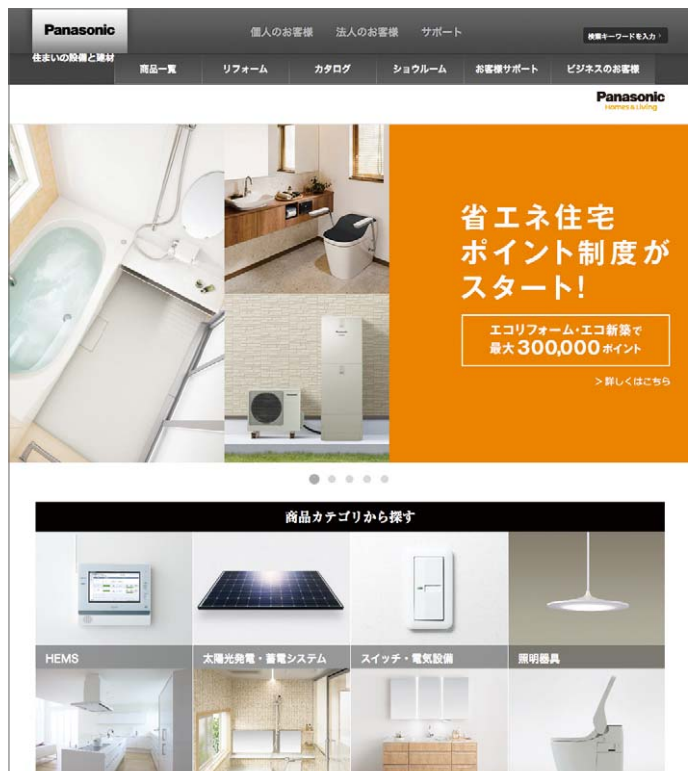 Panasonic
個人のお客様 法人のお客様 サポート
検索キーワードを入力
住まいの設備と建材
商品一覧 リフォーム カタログ ショウルーム お客様サポート ビジネスのお客様
Panasonic
Homes & Living
省エネ住宅
ポイント制度が
スタート!
エコリフォーム・エコ新築で
最大300,000ポイント
>詳しくはこちら
商品カテゴリから探す
HEMS 太陽光発電・蓄電システム スイッチ・電気設備 照明器具